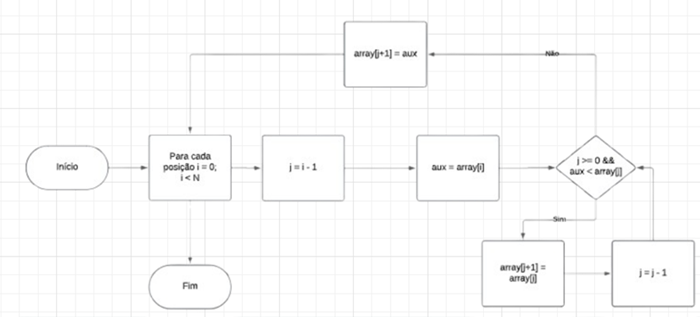 array[j+1] = aux
Não
Início
Para cada
posição i = 0;
i < N
j = i - 1
aux = array[i]
j >= 0 &&
aux < array[j]
Sim
array[j+1] =
array[j]
j = j - 1
Fim